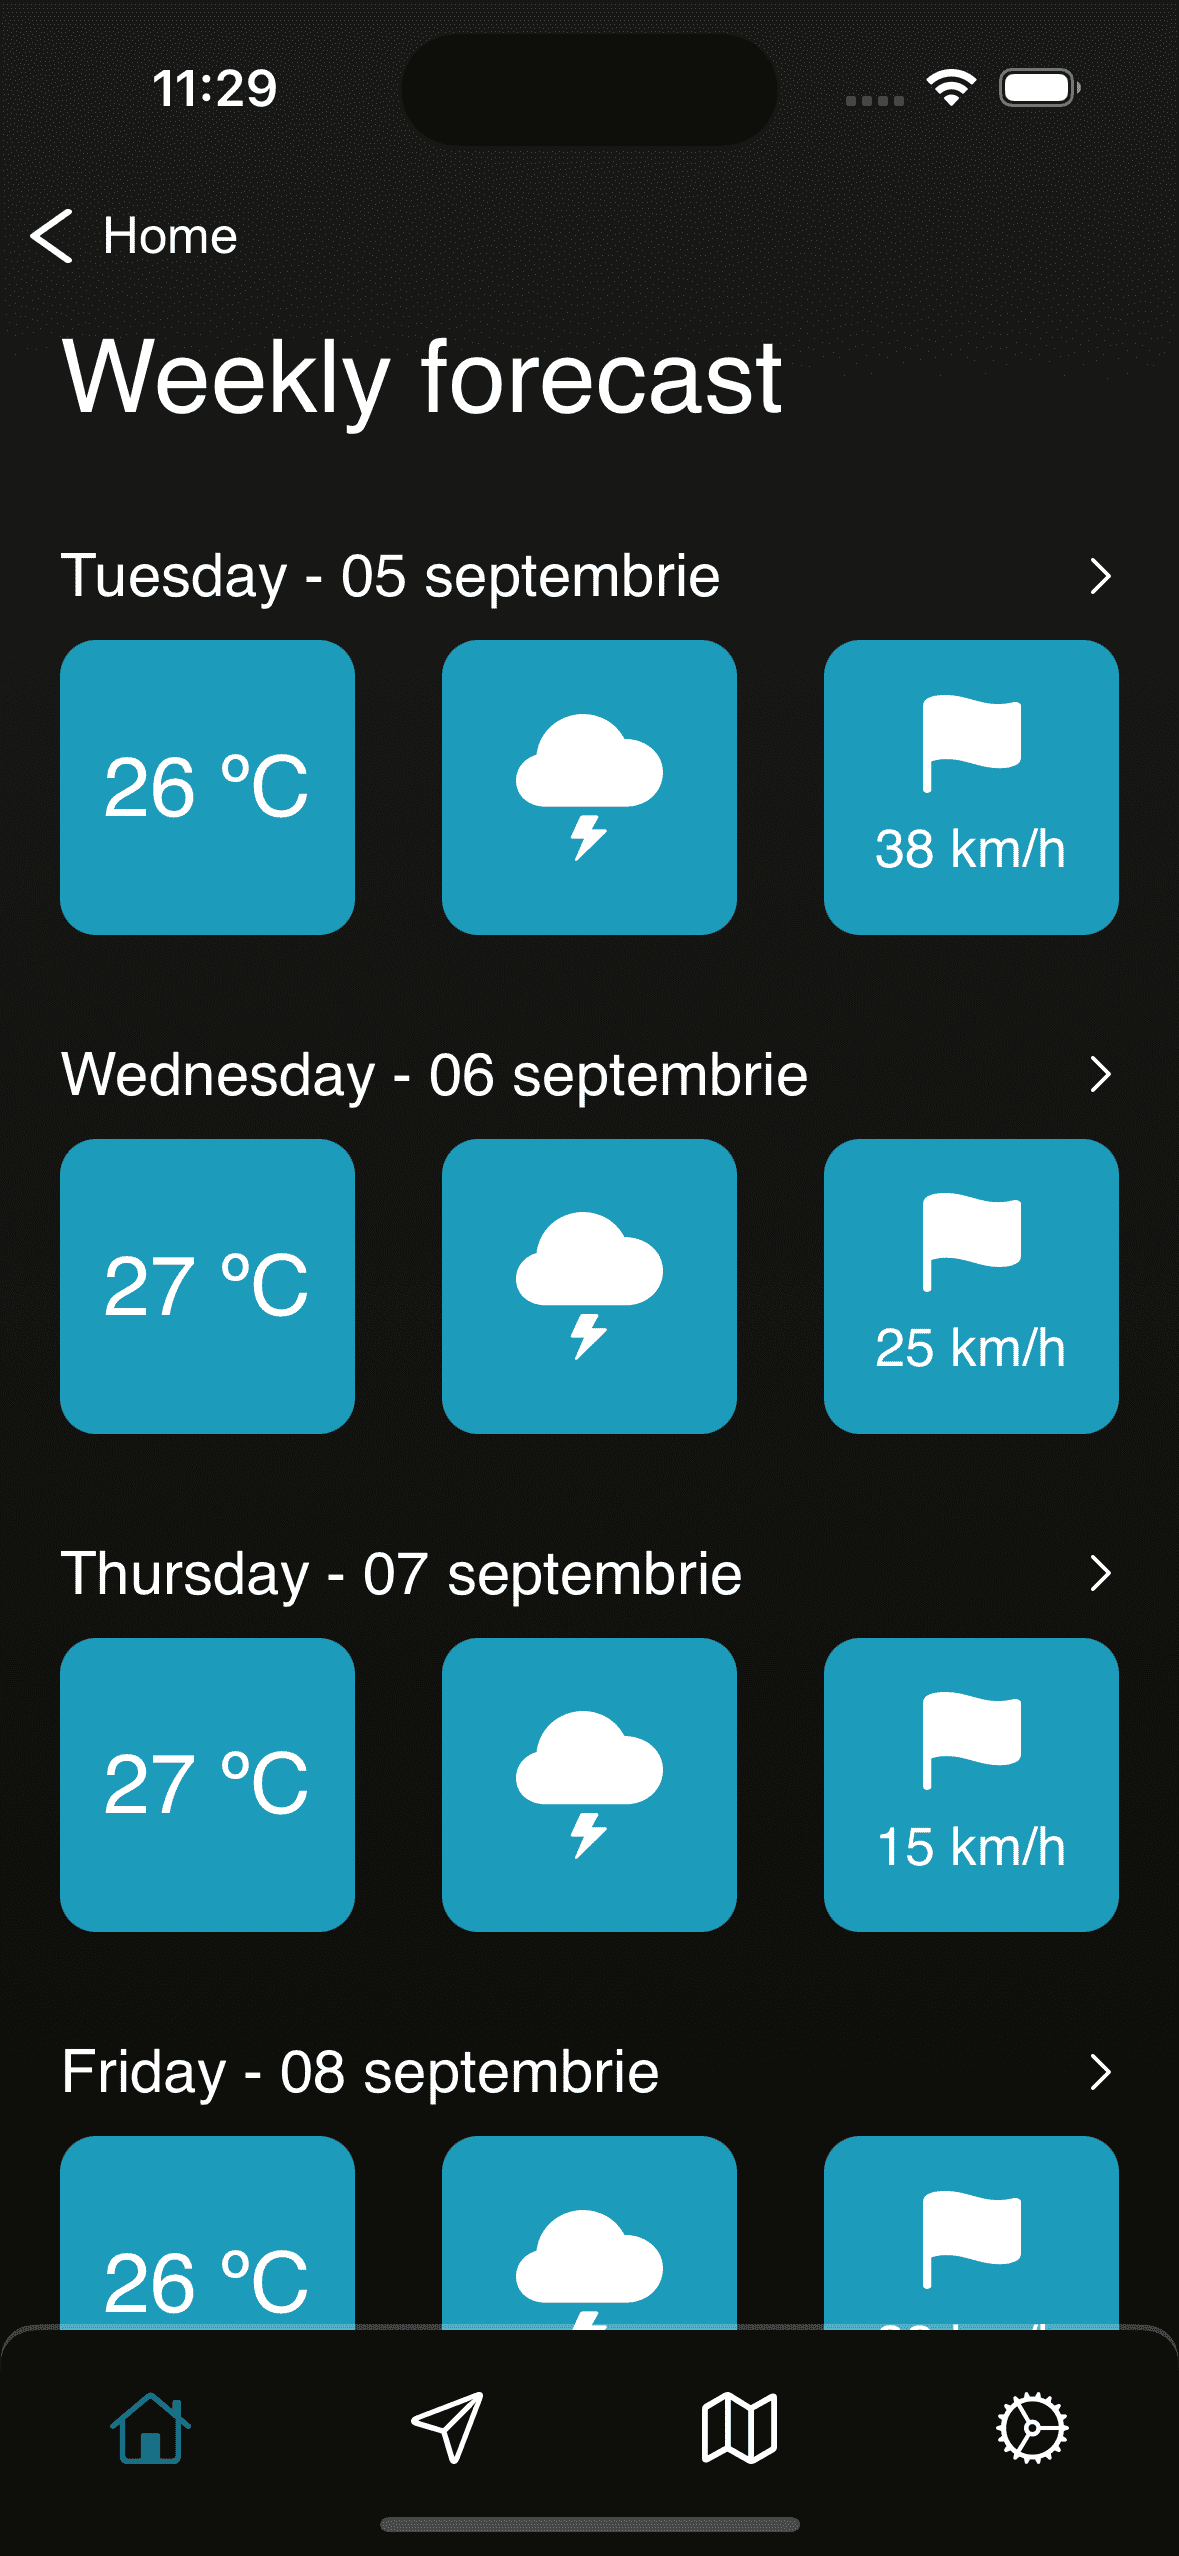 11:29
Home
Weekly forecast
Tuesday - 05 septembrie
26 °C
38 km/h
Wednesday - 06 septembrie
27 °C
25 km/h
Thursday - 07 septembrie
27 °C
15 km/h
Friday - 08 septembrie
26 °C